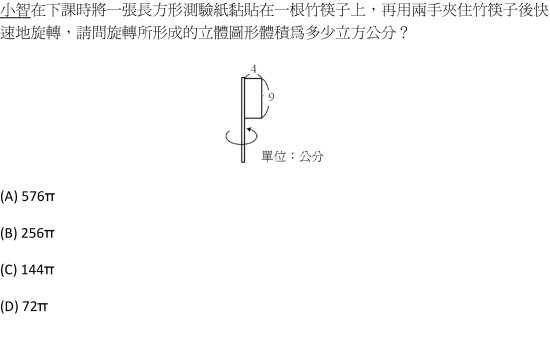 小智在下課時將一張長方形測驗紙黏貼在一根竹筷子上，再用兩手夾住竹筷子後快
速地旋轉，請問旋轉所形成的立體圖形體積為多少立方公分？
4
9
單位：公分
(A) 576π
(B) 256π
(C) 144π
(D) 72π